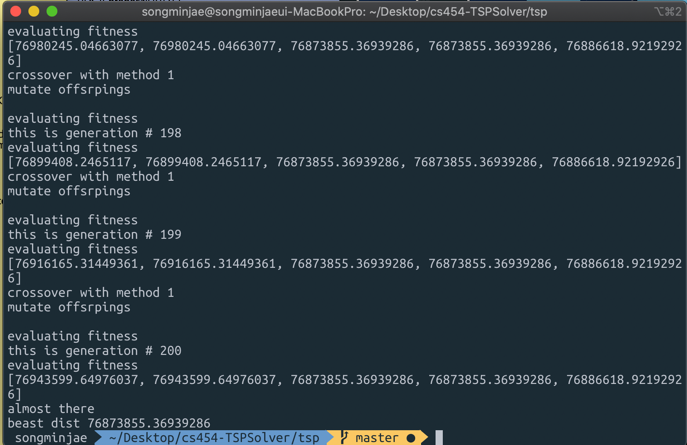 songminjae@songminjaeui-MacBookPro: ~/Desktop/cs454-TSPSolver/tsp ⌥⌘2
evaluating fitness
[76980245.04663077, 76980245.04663077, 76873855.36939286, 76873855.36939286, 76886618.9219292
6]
crossover with method 1
mutate offsrpings
evaluating fitness
this is generation # 198
evaluating fitness
[76899408.2465117, 76899408.2465117, 76873855.36939286, 76873855.36939286, 76886618.92192926]
crossover with method 1
mutate offsrpings
evaluating fitness
this is generation # 199
evaluating fitness
[76916165.31449361, 76916165.31449361, 76873855.36939286, 76873855.36939286, 76886618.9219292
6]
crossover with method 1
mutate offsrpings
evaluating fitness
this is generation # 200
evaluating fitness
[76943599.64976037, 76943599.64976037, 76873855.36939286, 76873855.36939286, 76886618.9219292
6]
almost there
beast dist 76873855.36939286
songminjae ~/Desktop/cs454-TSPSolver/tsp master ●